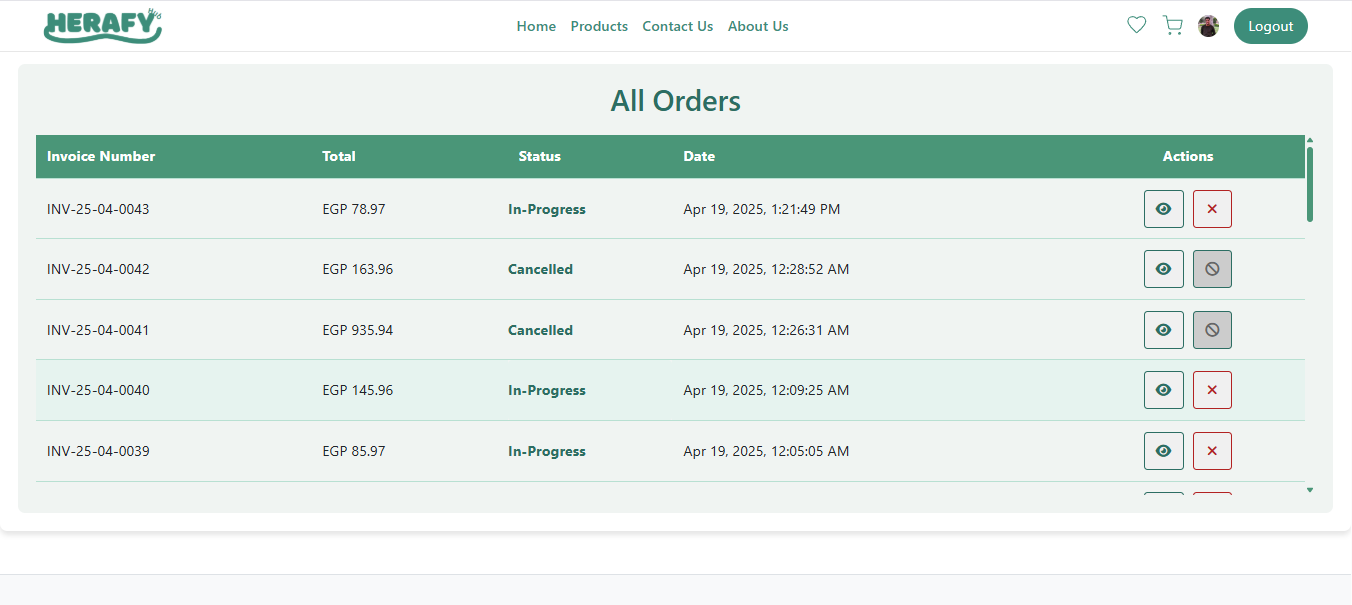 HERAFY Home Products Contact Us About Us Logout
All Orders
Invoice Number Total Status Date Actions
INV-25-04-0043 EGP 78.97 In-Progress Apr 19, 2025, 1:21:49 PM
INV-25-04-0042 EGP 163.96 Cancelled Apr 19, 2025, 12:28:52 AM
INV-25-04-0041 EGP 935.94 Cancelled Apr 19, 2025, 12:26:31 AM
INV-25-04-0040 EGP 145.96 In-Progress Apr 19, 2025, 12:09:25 AM
INV-25-04-0039 EGP 85.97 In-Progress Apr 19, 2025, 12:05:05 AM